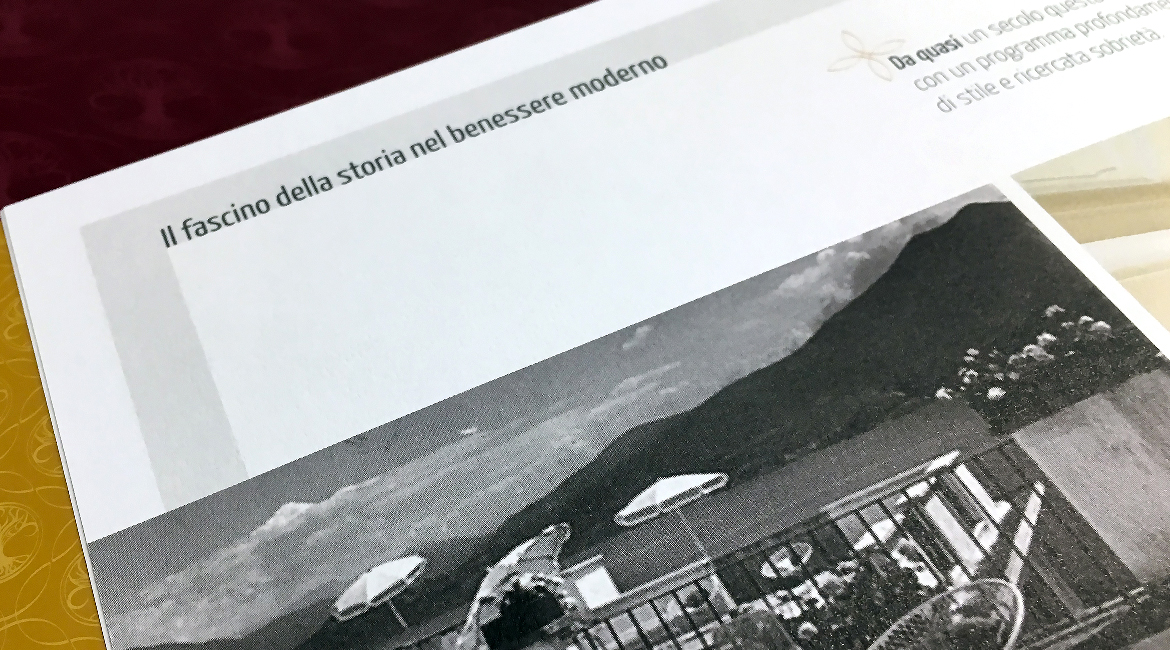 Il fascino della storia nel benessere moderno
Da quasi un secolo questo
con un programma profondame
di stile e ricercata sobrietà.